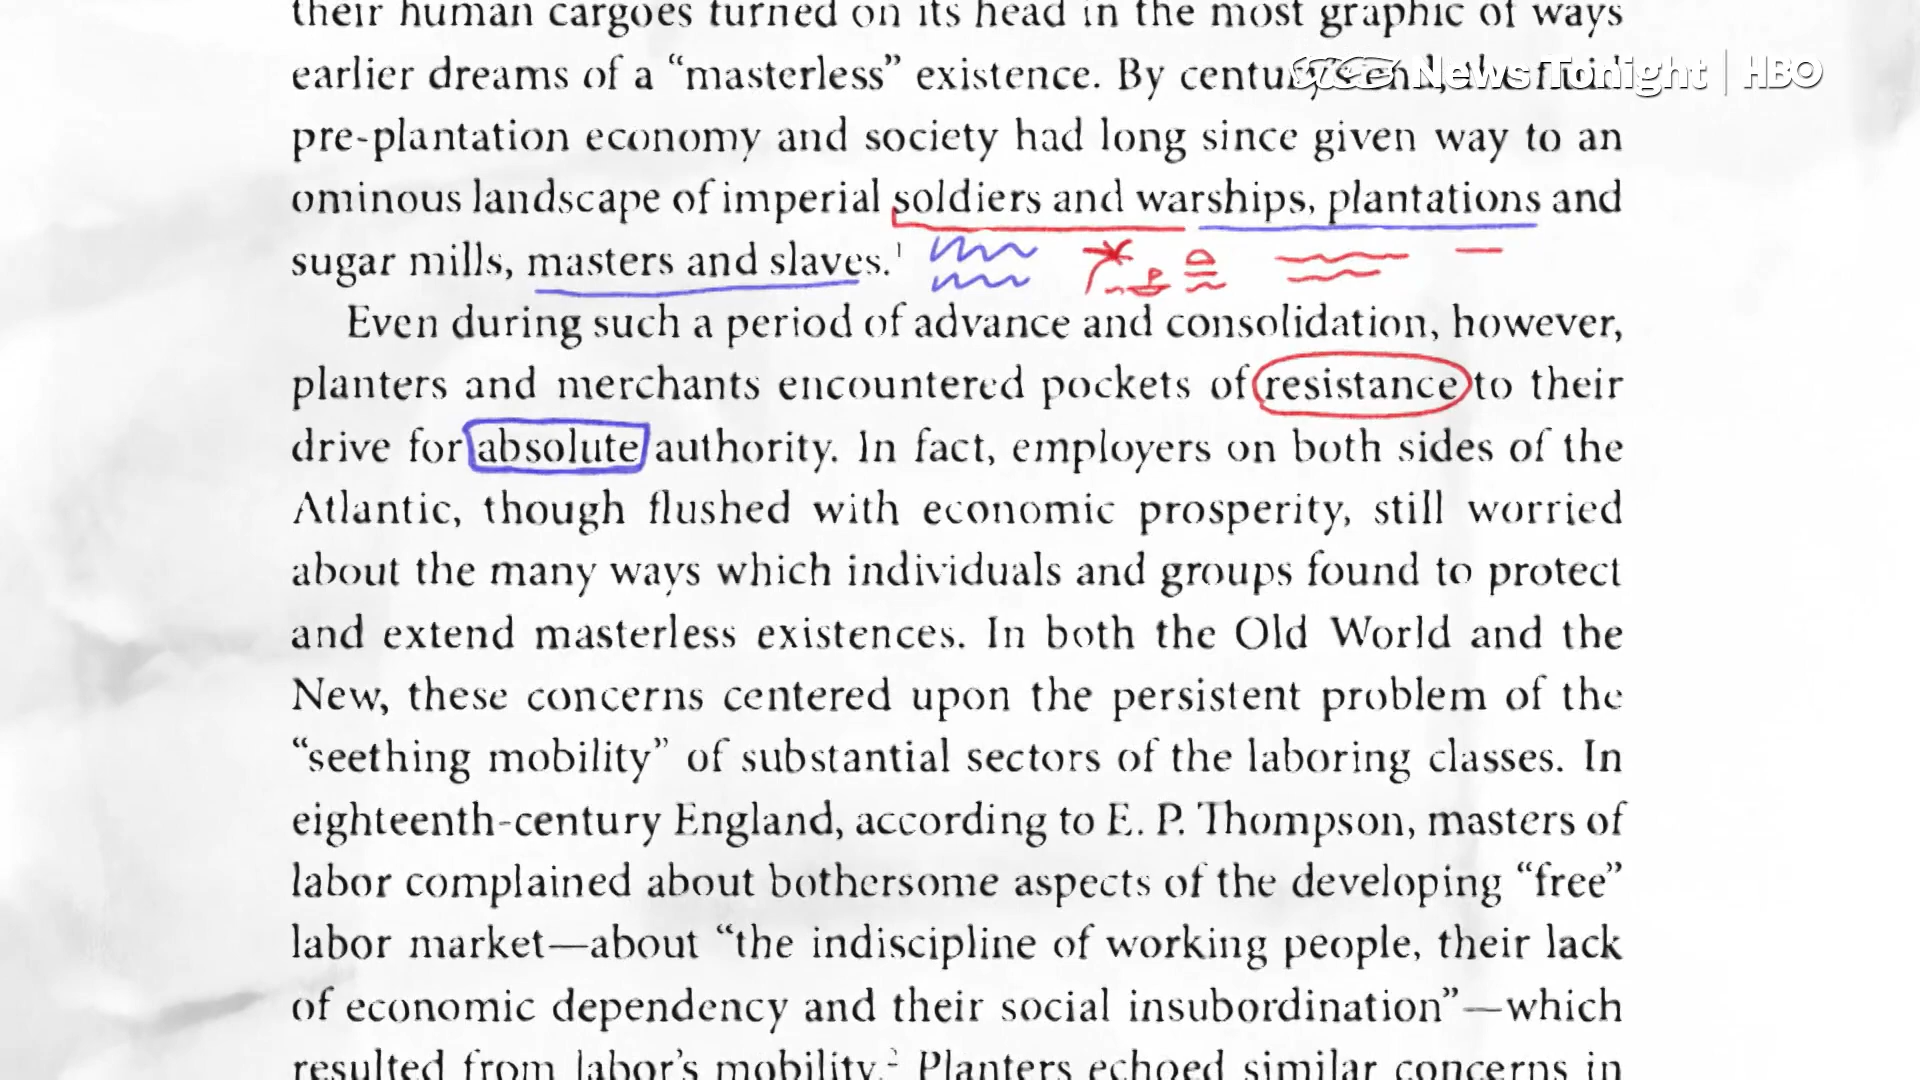 their human cargoes turned on its head in the most graphic of ways
earlier dreams of a “masterless” existence. By century's end, the fluid
News Tonight | HBO
pre-plantation economy and society had long since given way to an
ominous landscape of imperial soldiers and warships, plantations and
sugar mills, masters and slaves.¹
Even during such a period of advance and consolidation, however,
planters and merchants encountered pockets of resistance to their
drive for absolute authority. In fact, employers on both sides of the
Atlantic, though flushed with economic prosperity, still worried
about the many ways which individuals and groups found to protect
and extend masterless existences. In both the Old World and the
New, these concerns centered upon the persistent problem of the
“seething mobility” of substantial sectors of the laboring classes. In
eighteenth-century England, according to E. P. Thompson, masters of
labor complained about bothersome aspects of the developing “free”
labor market—about “the indiscipline of working people, their lack
of economic dependency and their social insubordination”—which
resulted from labor's mobility.² Planters echoed similar concerns in